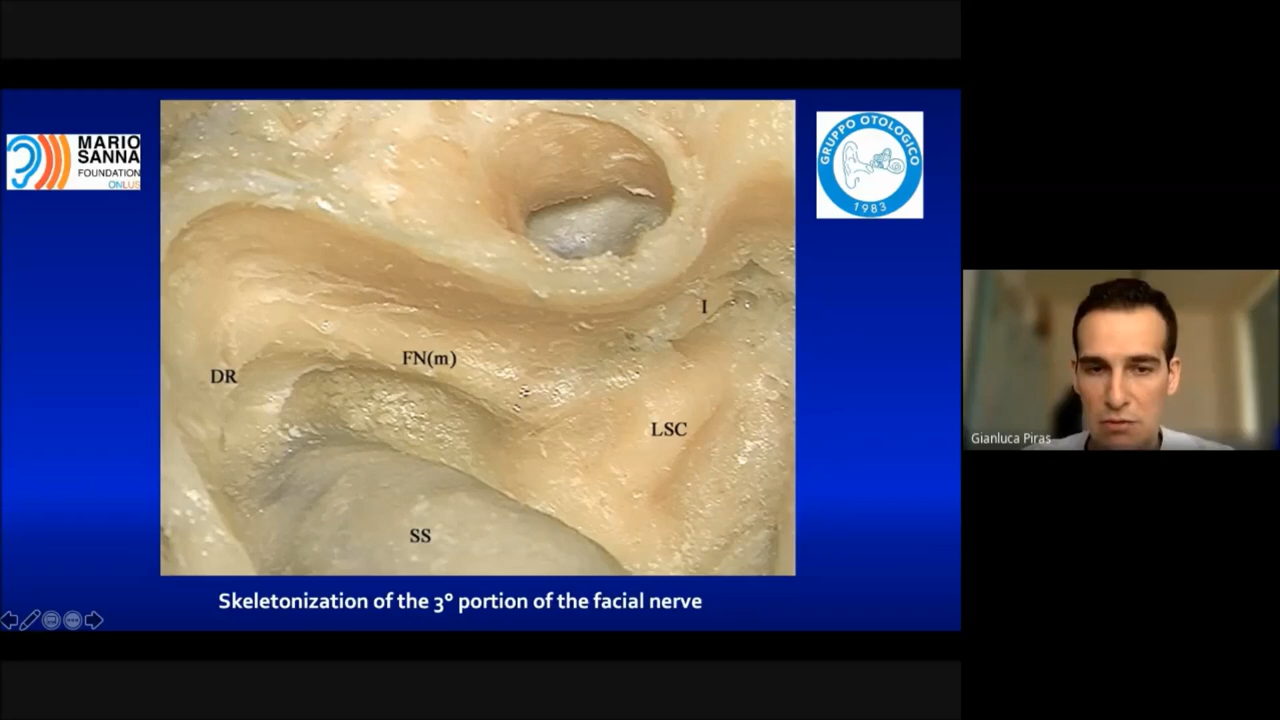 MARIO
SANNA
FOUNDATION
ONLUS
GRUPPO OTOLOGICO
1983
I
FN(m)
DR
LSC
SS
Gianluca Piras
Skeletonization of the 3° portion of the facial nerve